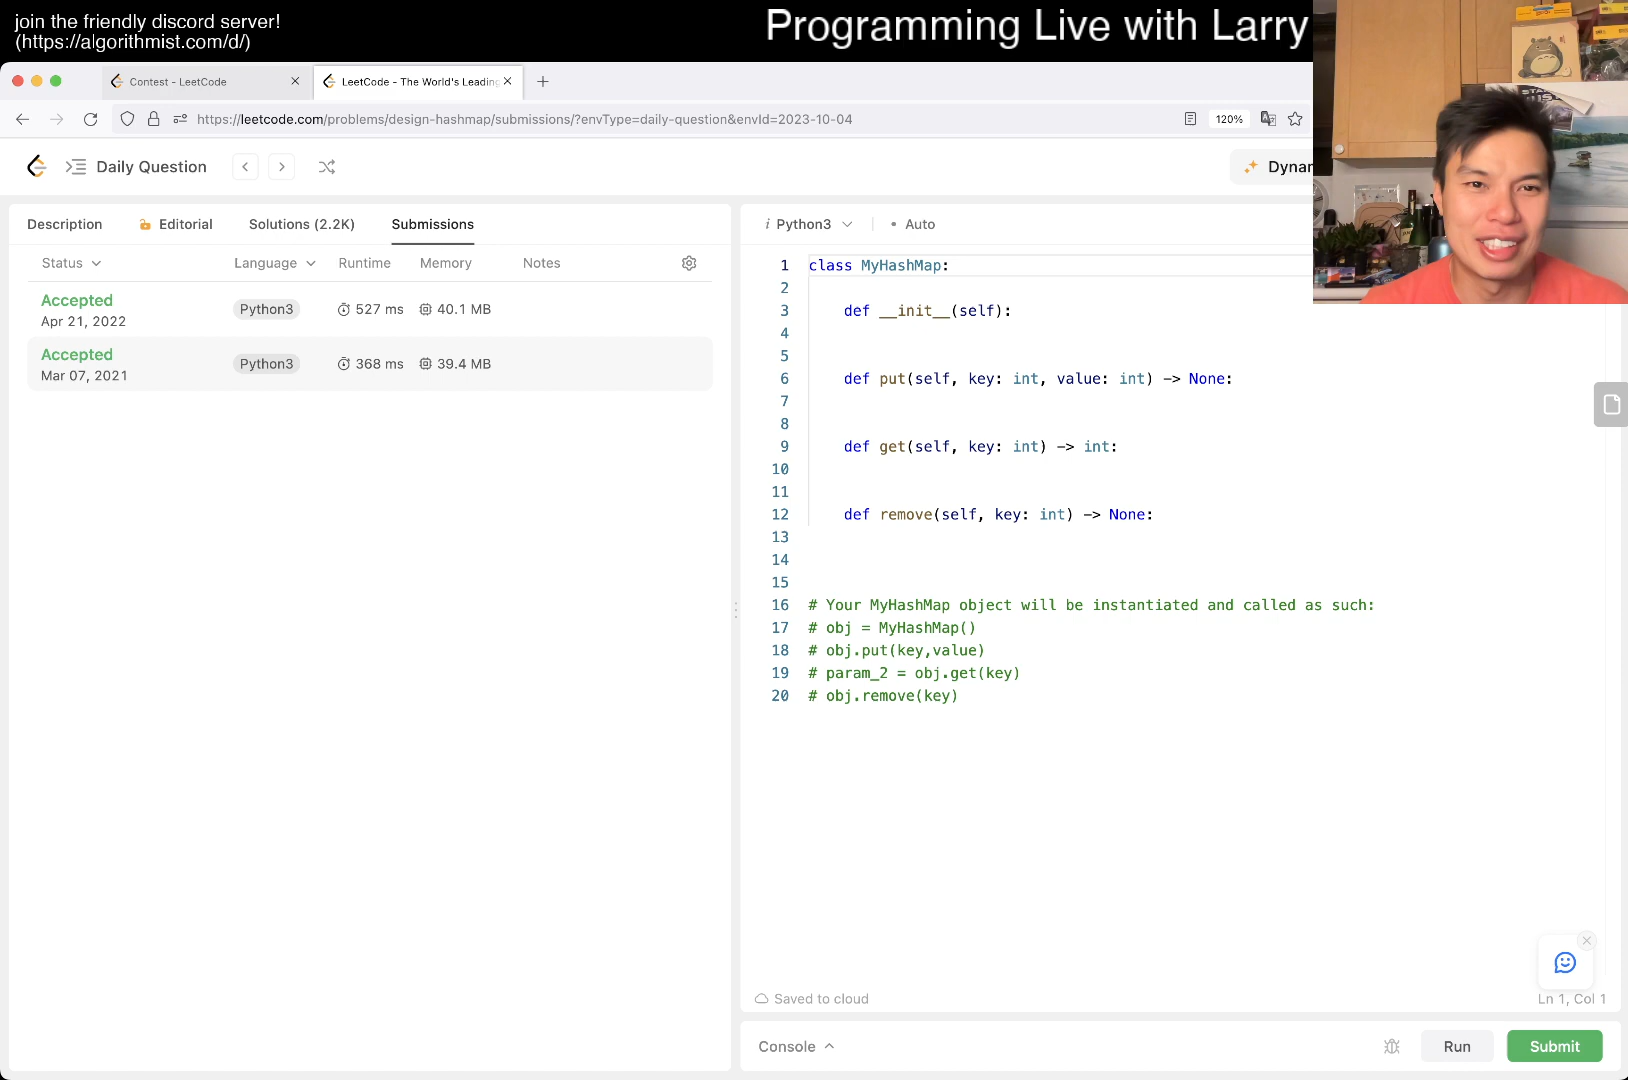 join the friendly discord server!
(https://algorithmist.com/d/)
Programming Live with Larry
Contest - LeetCode
LeetCode - The World's Leading
https://leetcode.com/problems/design-hashmap/submissions/?envType=daily-question&envId=2023-10-04
120%
Daily Question
Dynam
Description
Editorial
Solutions (2.2K)
Submissions
Status
Language
Runtime
Memory
Notes
Accepted
Apr 21, 2022
Python3
527 ms
40.1 MB
Accepted
Mar 07, 2021
Python3
368 ms
39.4 MB
i Python3
• Auto
1 class MyHashMap:
2
3 def __init__(self):
4
5
6 def put(self, key: int, value: int) -> None:
7
8
9 def get(self, key: int) -> int:
10
11
12 def remove(self, key: int) -> None:
13
14
15
16 # Your MyHashMap object will be instantiated and called as such:
17 # obj = MyHashMap()
18 # obj.put(key,value)
19 # param_2 = obj.get(key)
20 # obj.remove(key)
Saved to cloud
Ln 1, Col 1
Console
Run
Submit